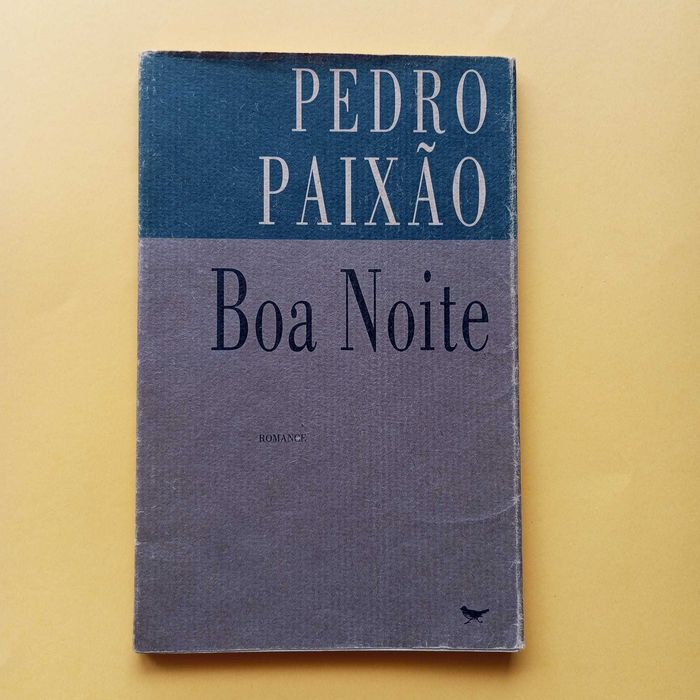 PEDRO
PAIXÃO
Boa Noite
ROMANCE